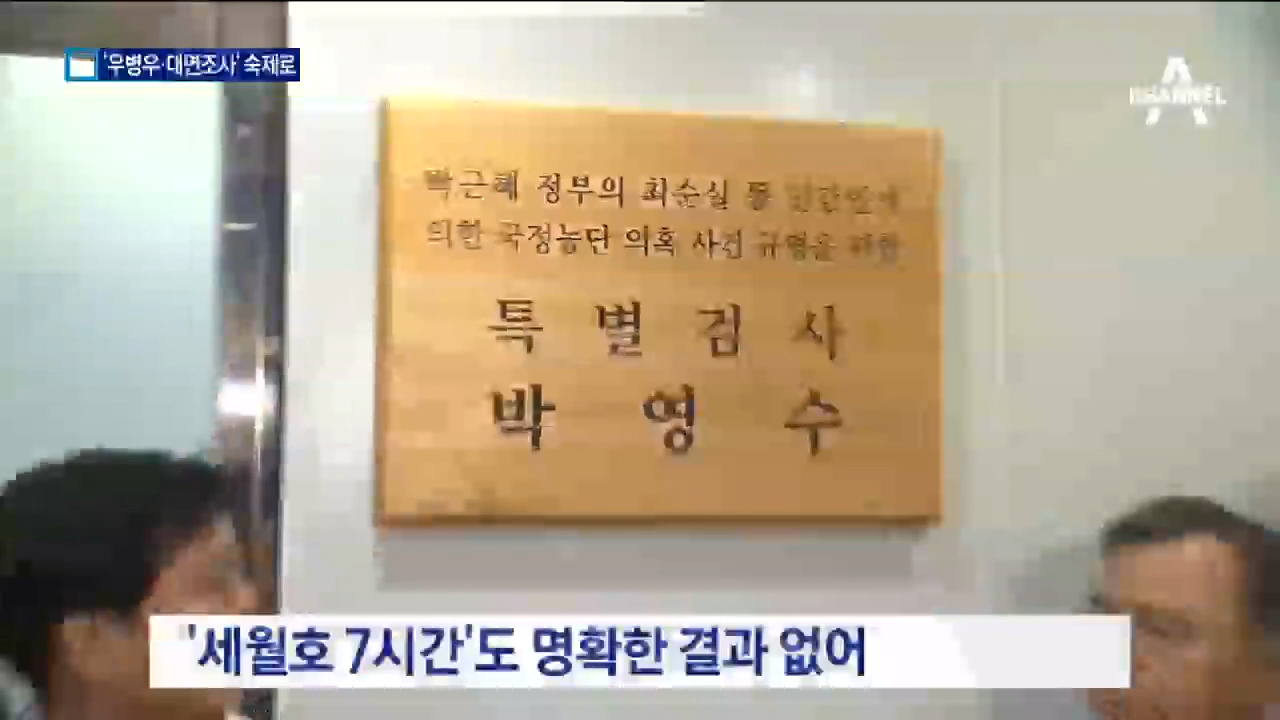 '우병우·대면조사' 숙제로
CHANNEL A
박근혜 정부의 최순실 등 민간인에
의한 국정농단 의혹 사건 규명을 위한
특별검사
박영수
'세월호 7시간'도 명확한 결과 없어